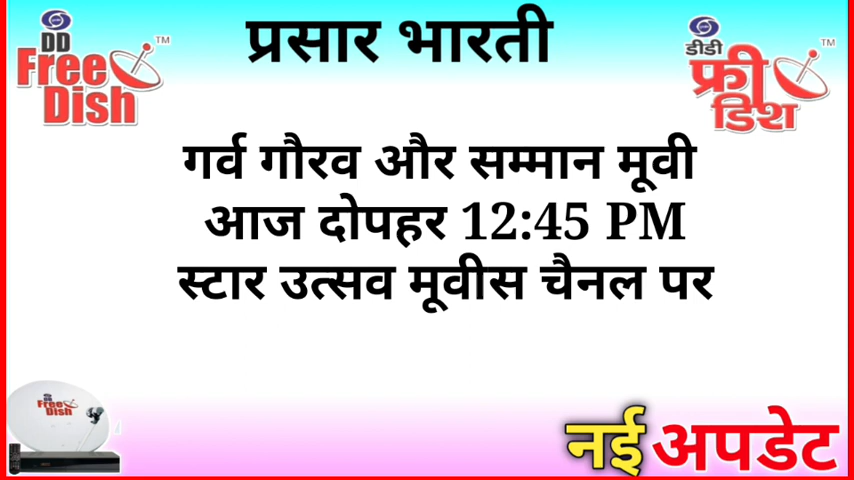 प्रसार भारती
DD
Free
Dish
TM
डीडी
फ्री
डिश
TM
गर्व गौरव और सम्मान मूवी
आज दोपहर 12:45 PM
स्टार उत्सव मूवीस चैनल पर
DD
Free
Dish
नई अपडेट